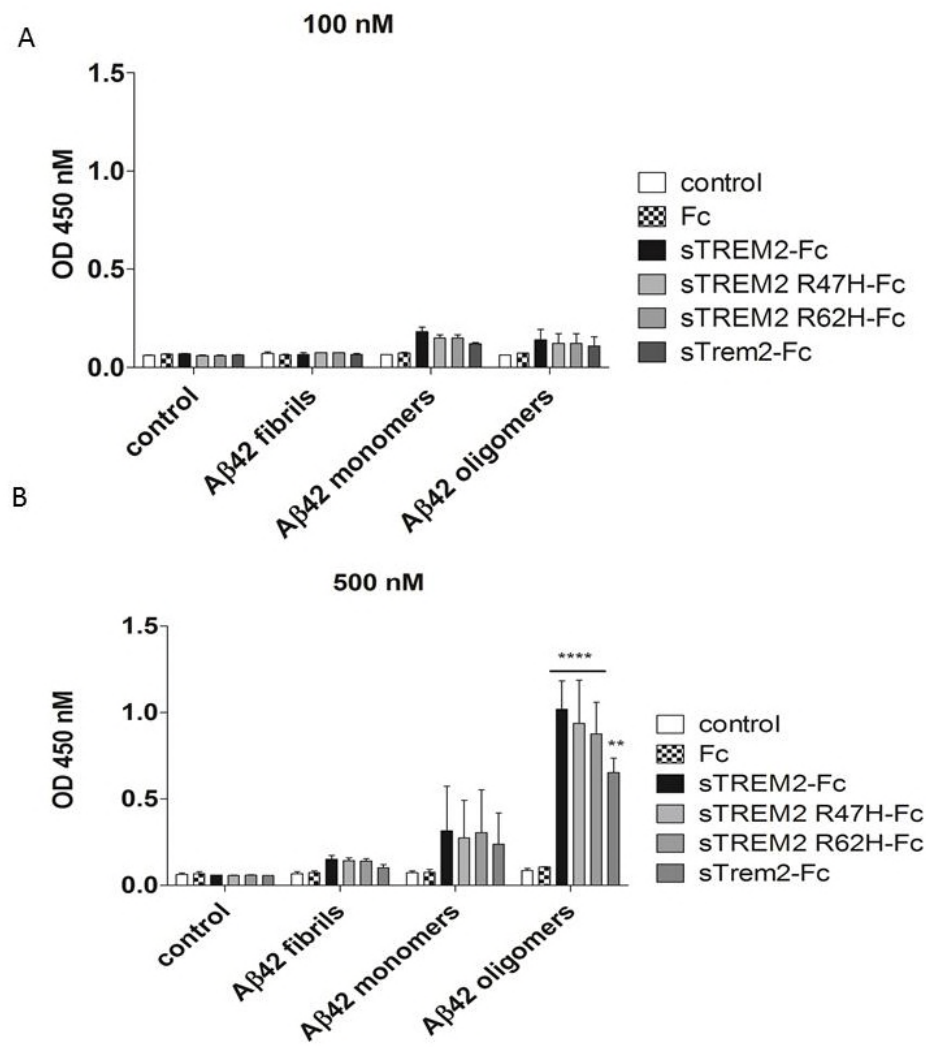 A
100 nM
OD 450 nM
1.5
1.0
0.5
0.0
control
Aβ42 fibrils
Aβ42 monomers
Aβ42 oligomers
control
Fc
sTREM2-Fc
sTREM2 R47H-Fc
sTREM2 R62H-Fc
sTrem2-Fc
B
500 nM
OD 450 nM
1.5
1.0
0.5
0.0
****
**
control
Aβ42 fibrils
Aβ42 monomers
Aβ42 oligomers
control
Fc
sTREM2-Fc
sTREM2 R47H-Fc
sTREM2 R62H-Fc
sTrem2-Fc